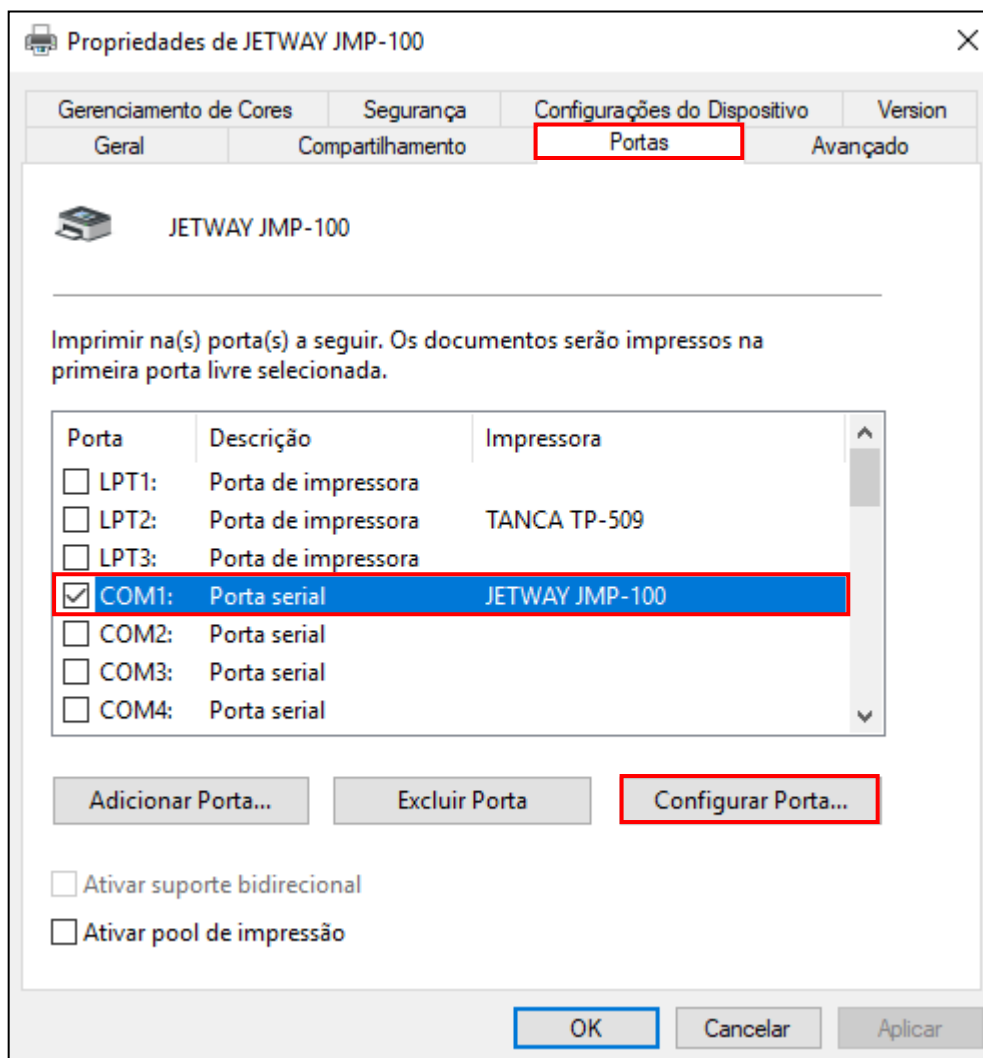 Propriedades de JETWAY JMP-100
Gerenciamento de Cores Segurança Configurações do Dispositivo Version
Geral Compartilhamento Portas Avançado
JETWAY JMP-100
Imprimir na(s) porta(s) a seguir. Os documentos serão impressos na
primeira porta livre selecionada.
Porta Descrição Impressora
LPT1: Porta de impressora
LPT2: Porta de impressora TANCA TP-509
LPT3: Porta de impressora
COM1: Porta serial JETWAY JMP-100
COM2: Porta serial
COM3: Porta serial
COM4: Porta serial
Adicionar Porta... Excluir Porta Configurar Porta...
Ativar suporte bidirecional
Ativar pool de impressão
OK Cancelar Aplicar